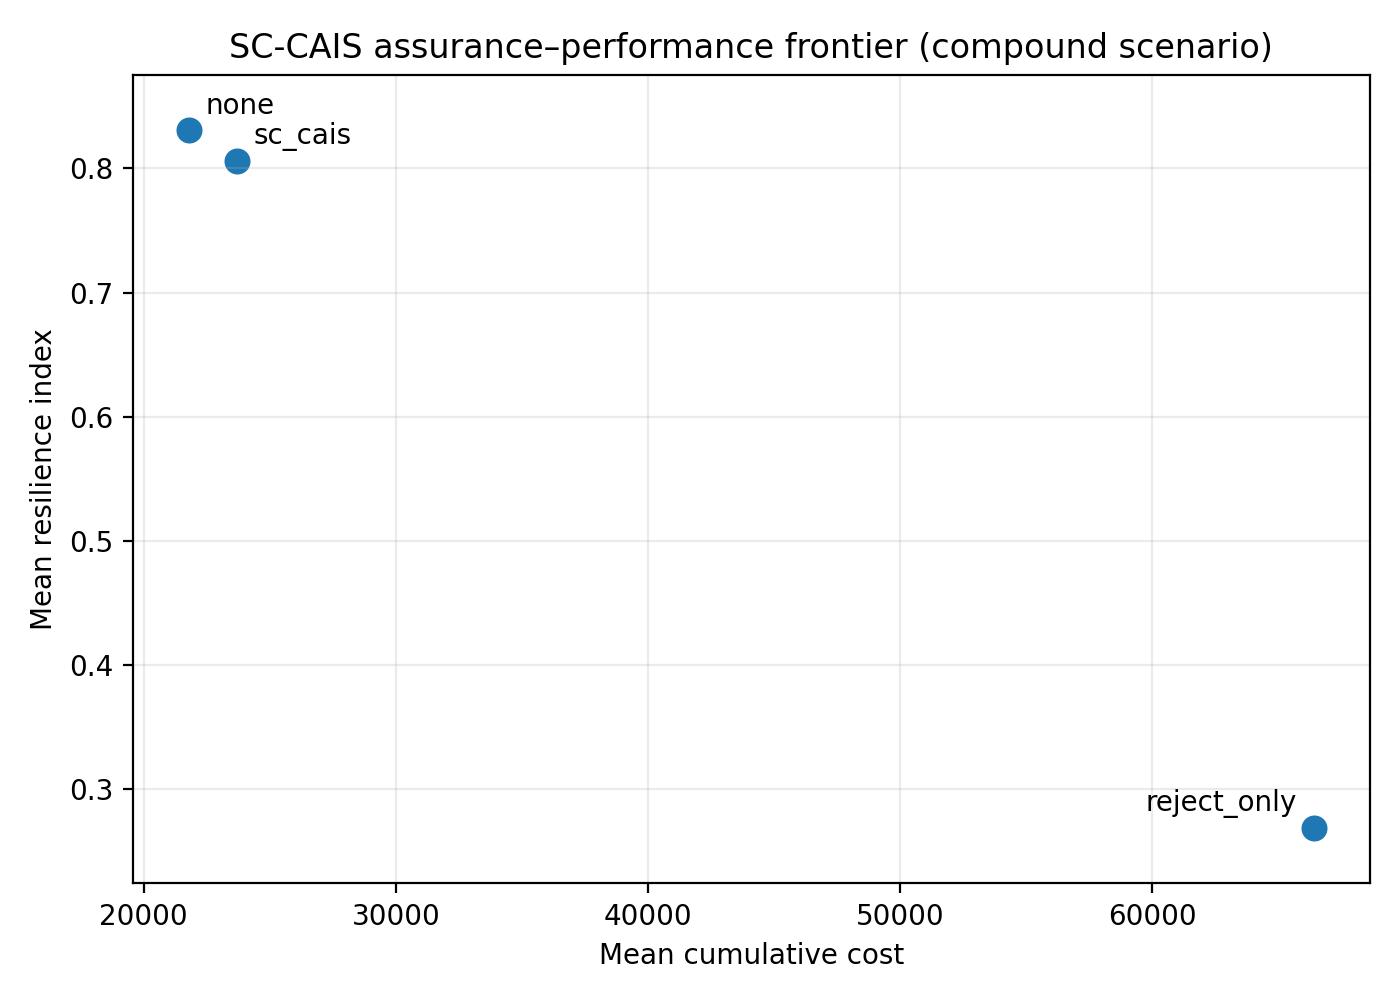 SC-CAIS assurance–performance frontier (compound scenario)
none
sc_cais
reject_only
0.8
0.7
0.6
0.5
0.4
0.3
Mean resilience index
20000
30000
40000
50000
60000
Mean cumulative cost